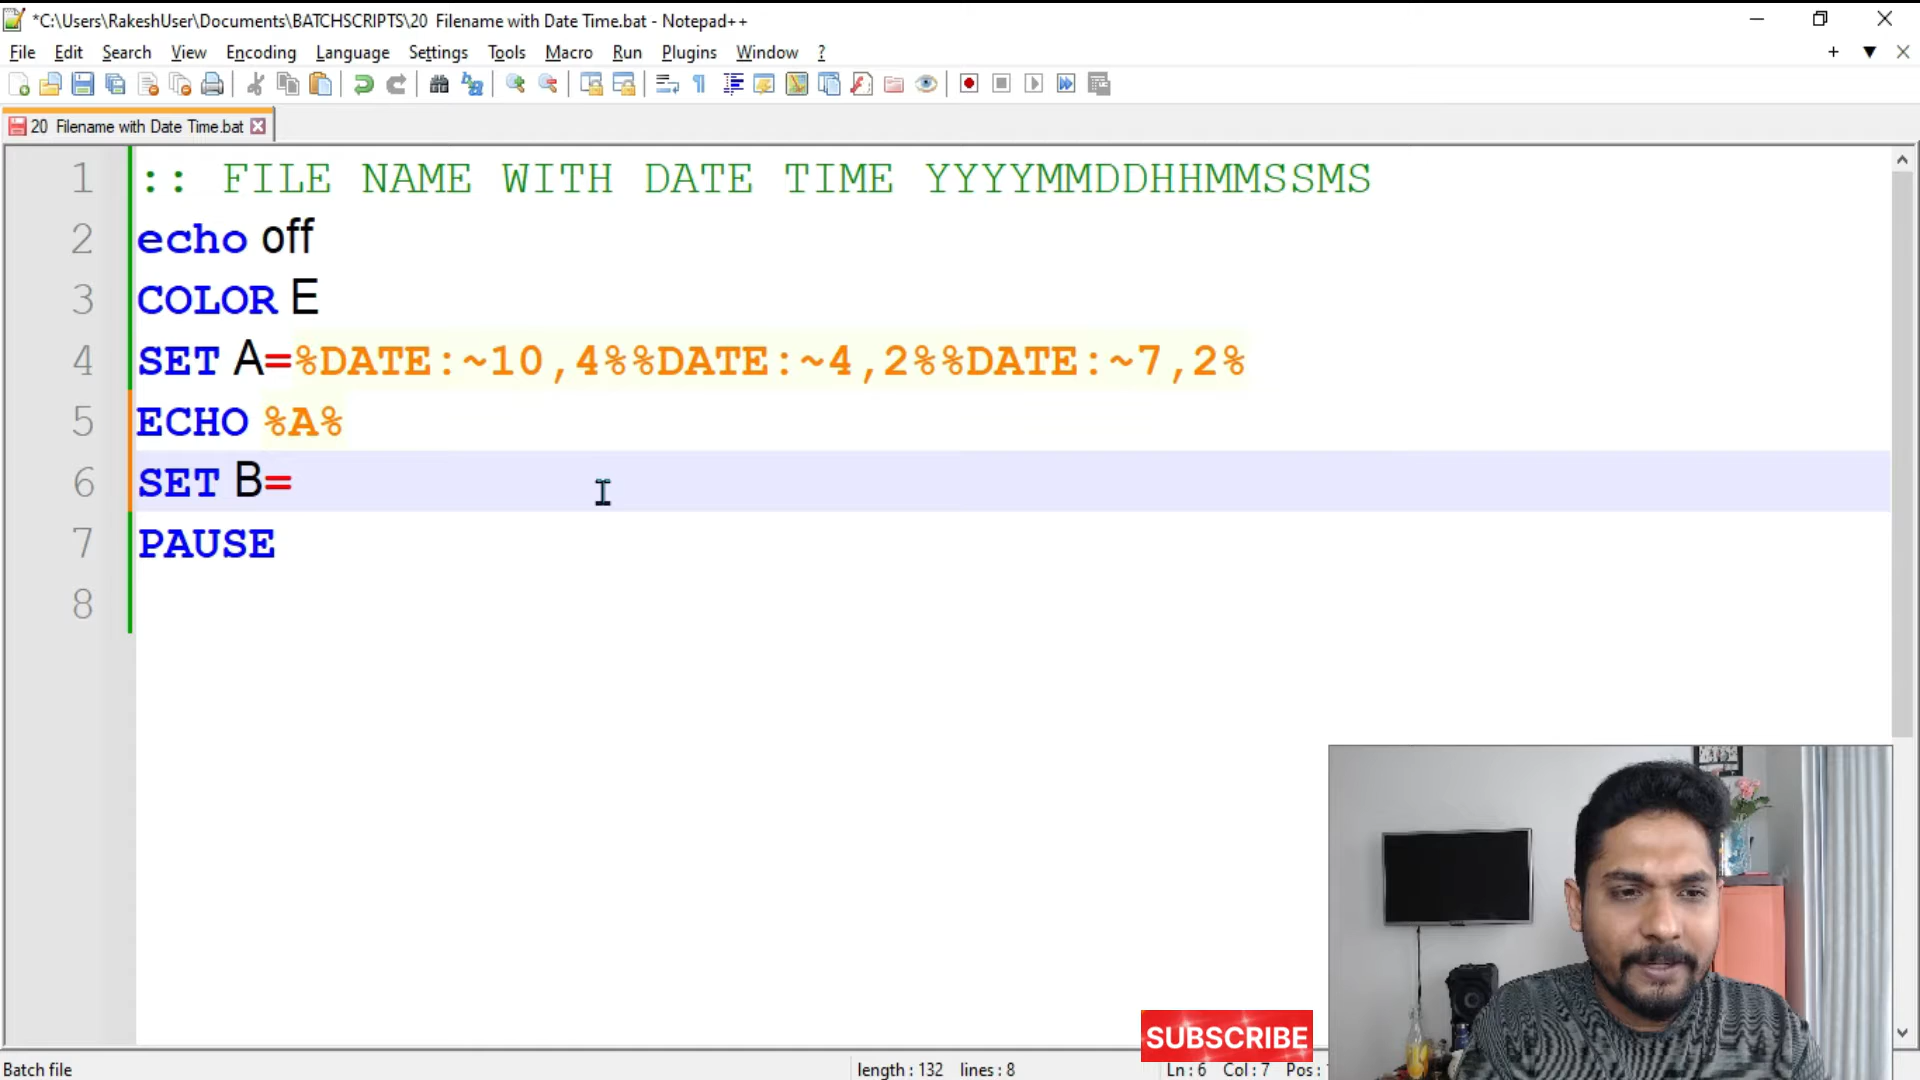 *C:\Users\RakeshUser\Documents\BATCHSCRIPTS\20 Filename with Date Time.bat - Notepad++
File Edit Search View Encoding Language Settings Tools Macro Run Plugins Window ?
20 Filename with Date Time.bat
1 :: FILE NAME WITH DATE TIME YYYYMMDDHHMMSSMS
2 echo off
3 COLOR E
4 SET A=%DATE:~10,4%%DATE:~4,2%%DATE:~7,2%
5 ECHO %A%
6 SET B=
7 PAUSE
8
SUBSCRIBE
Batch file length : 132 lines : 8 Ln : 6 Col : 7 Pos :